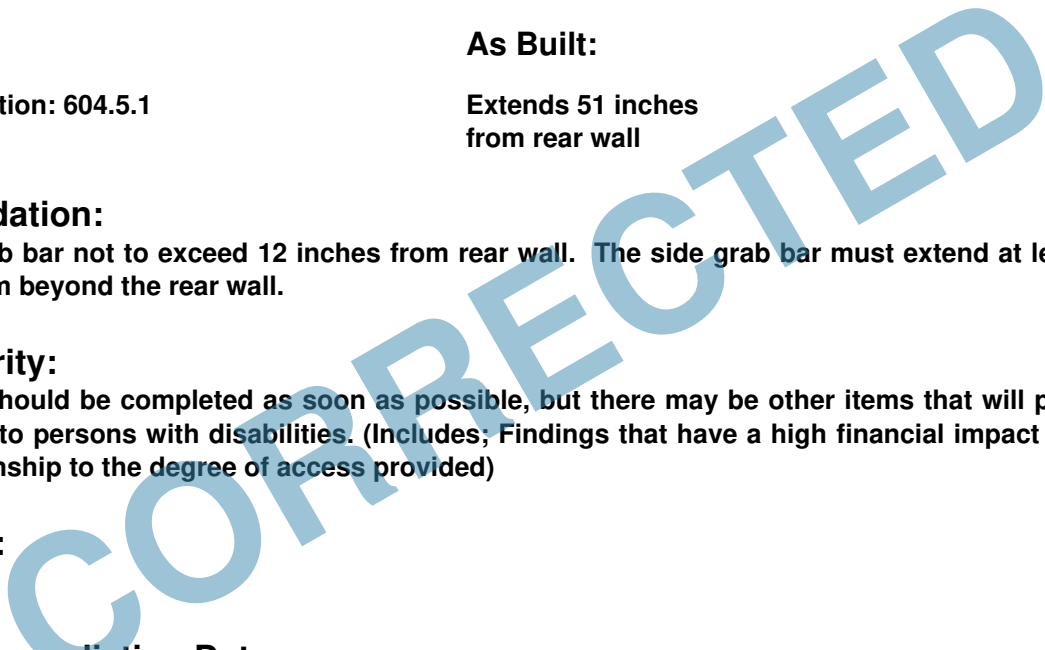 As Built:
tion: 604.5.1
Extends 51 inches
from rear wall
dation:
b bar not to exceed 12 inches from rear wall. The side grab bar must extend at le
m beyond the rear wall.
rity:
hould be completed as soon as possible, but there may be other items that will p
to persons with disabilities. (Includes; Findings that have a high financial impact
nship to the degree of access provided)
:
CORRECTED